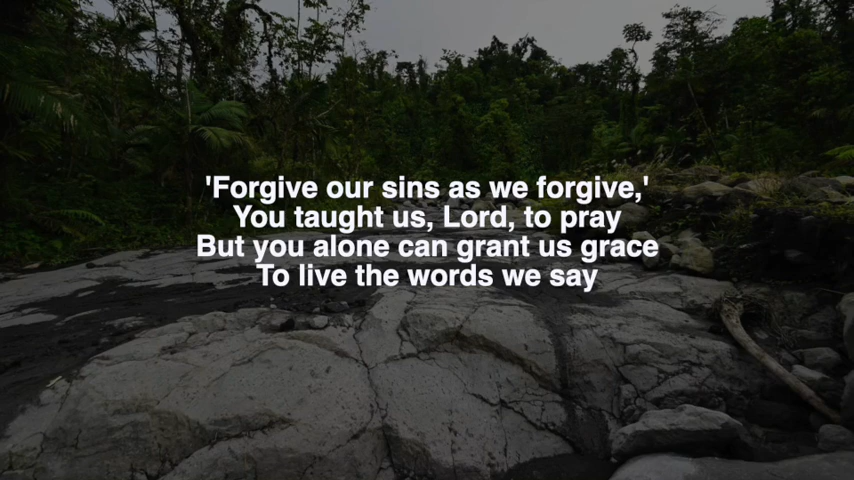 'Forgive our sins as we forgive,'
You taught us, Lord, to pray
But you alone can grant us grace
To live the words we say